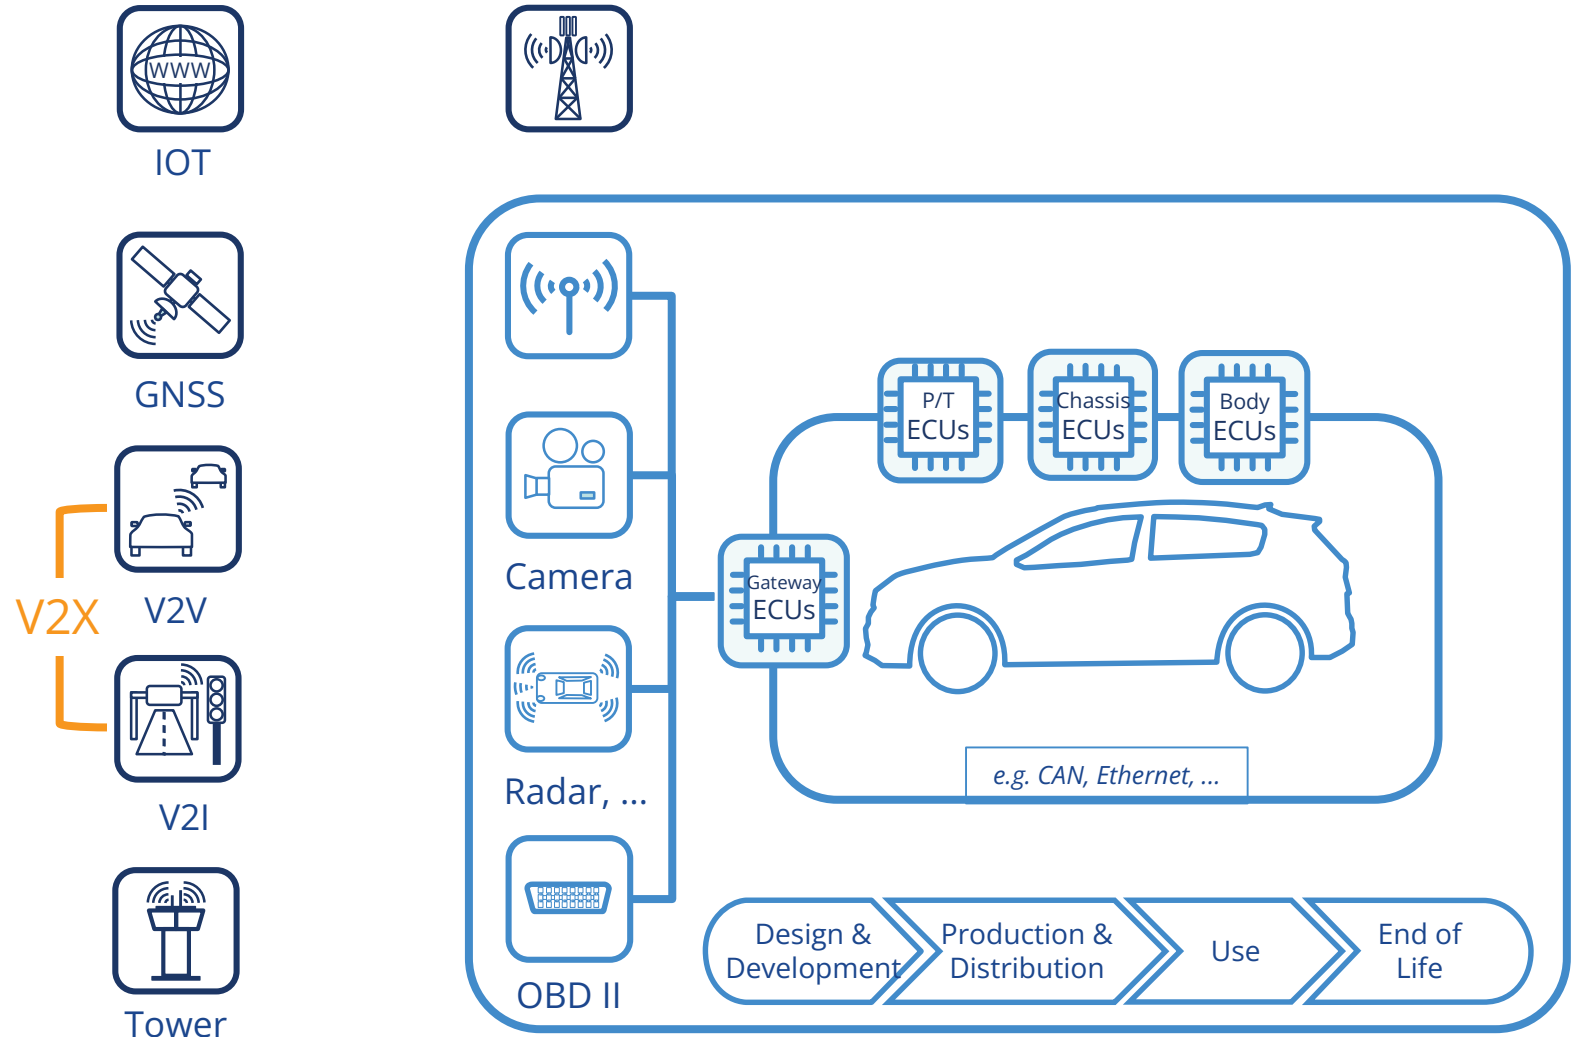 WWW
IOT
GNSS
V2X
V2V
V2I
Tower
Camera
Radar, ...
OBD II
Gateway
ECUs
P/T
ECUs
Chassis
ECUs
Body
ECUs
e.g. CAN, Ethernet, ...
Design &
Development
Production &
Distribution
Use
End of
Life